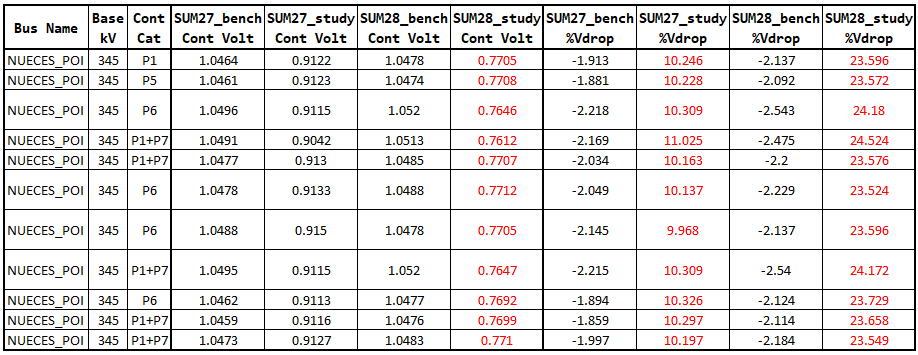 Bus Name Base kV Cont Cat SUM27_bench Cont Volt SUM27_study Cont Volt SUM28_bench Cont Volt SUM28_study Cont Volt SUM27_bench %Vdrop SUM27_study %Vdrop SUM28_bench %Vdrop SUM28_study %Vdrop
NUECES_POI 345 P1 1.0464 0.9122 1.0478 0.7705 -1.913 10.246 -2.137 23.596
NUECES_POI 345 P5 1.0461 0.9123 1.0474 0.7708 -1.881 10.228 -2.092 23.572
NUECES_POI 345 P6 1.0496 0.9115 1.052 0.7646 -2.218 10.309 -2.543 24.18
NUECES_POI 345 P1+P7 1.0491 0.9042 1.0513 0.7612 -2.169 11.025 -2.475 24.524
NUECES_POI 345 P1+P7 1.0477 0.913 1.0485 0.7707 -2.034 10.163 -2.2 23.576
NUECES_POI 345 P6 1.0478 0.9133 1.0488 0.7712 -2.049 10.137 -2.229 23.524
NUECES_POI 345 P6 1.0488 0.915 1.0478 0.7705 -2.145 9.968 -2.137 23.596
NUECES_POI 345 P1+P7 1.0495 0.9115 1.052 0.7647 -2.215 10.309 -2.54 24.172
NUECES_POI 345 P6 1.0462 0.9113 1.0477 0.7692 -1.894 10.326 -2.124 23.729
NUECES_POI 345 P1+P7 1.0459 0.9116 1.0476 0.7699 -1.859 10.297 -2.114 23.658
NUECES_POI 345 P1+P7 1.0473 0.9127 1.0483 0.771 -1.997 10.197 -2.184 23.549